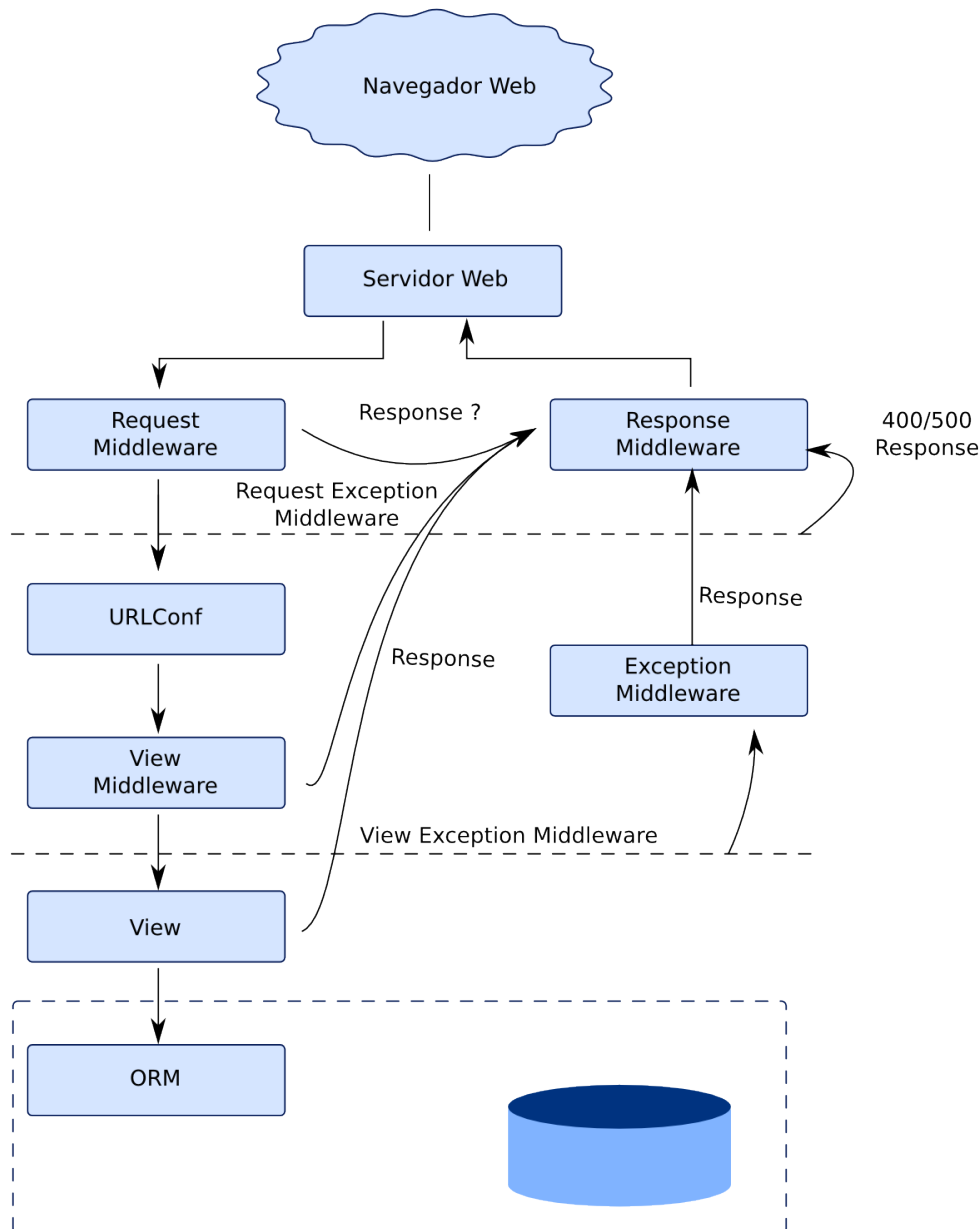 Navegador Web
Servidor Web
Request
Middleware
Response ?
Response
Middleware
400/500
Response
Request Exception
Middleware
URLConf
Response
Response
Exception
Middleware
View
Middleware
View Exception Middleware
View
ORM